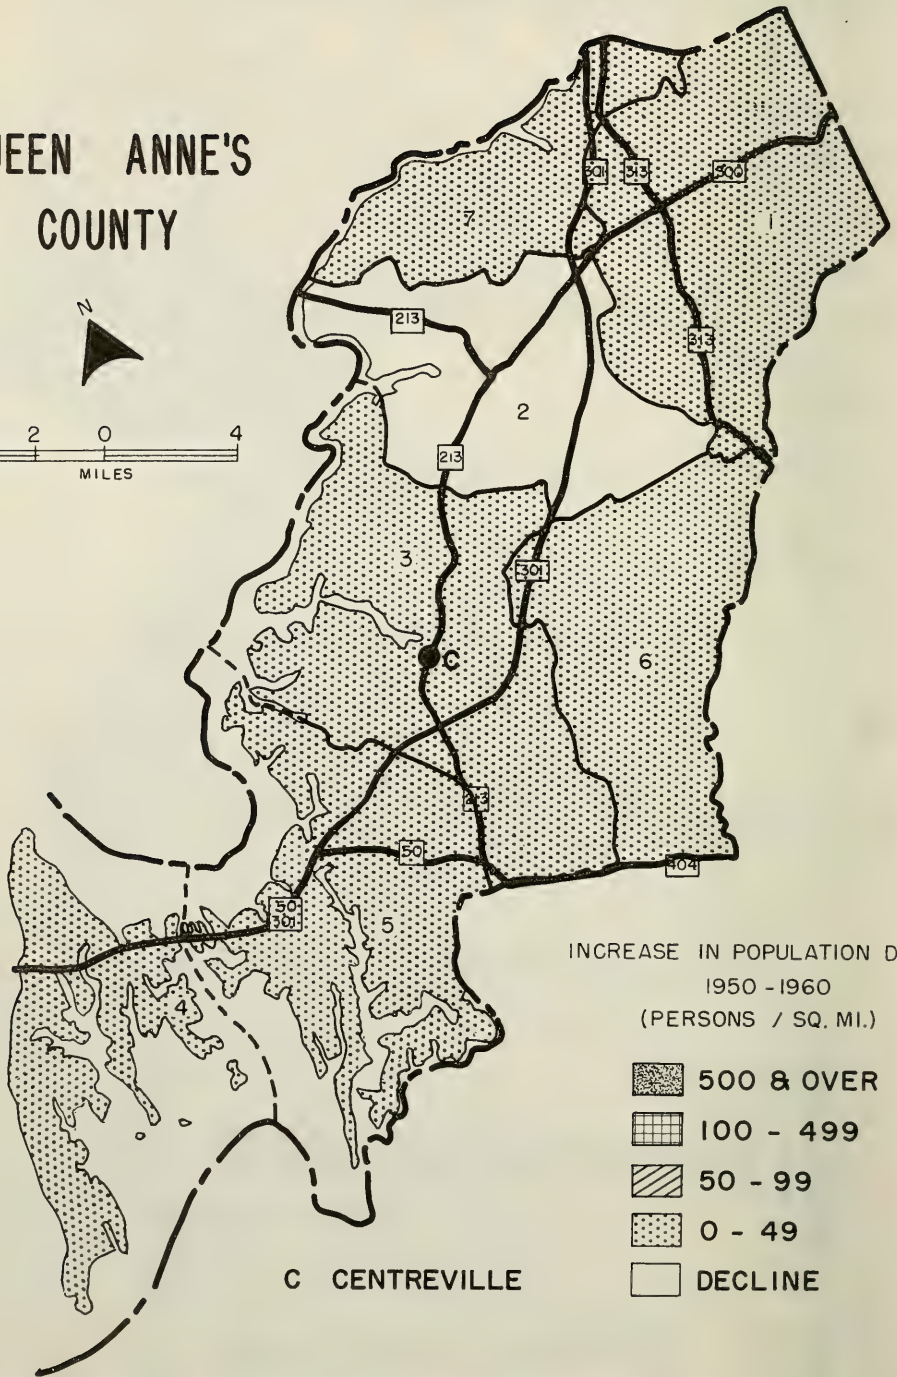 UEEN ANNE'S
COUNTY
N
2 0 4
MILES
301
313
300
7
1
213
313
2
213
3
301
C
6
213
50
404
50
301
5
4
INCREASE IN POPULATION D
1950 - 1960
(PERSONS / SQ. MI.)
500 & OVER
100 - 499
50 - 99
0 - 49
DECLINE
C CENTREVILLE